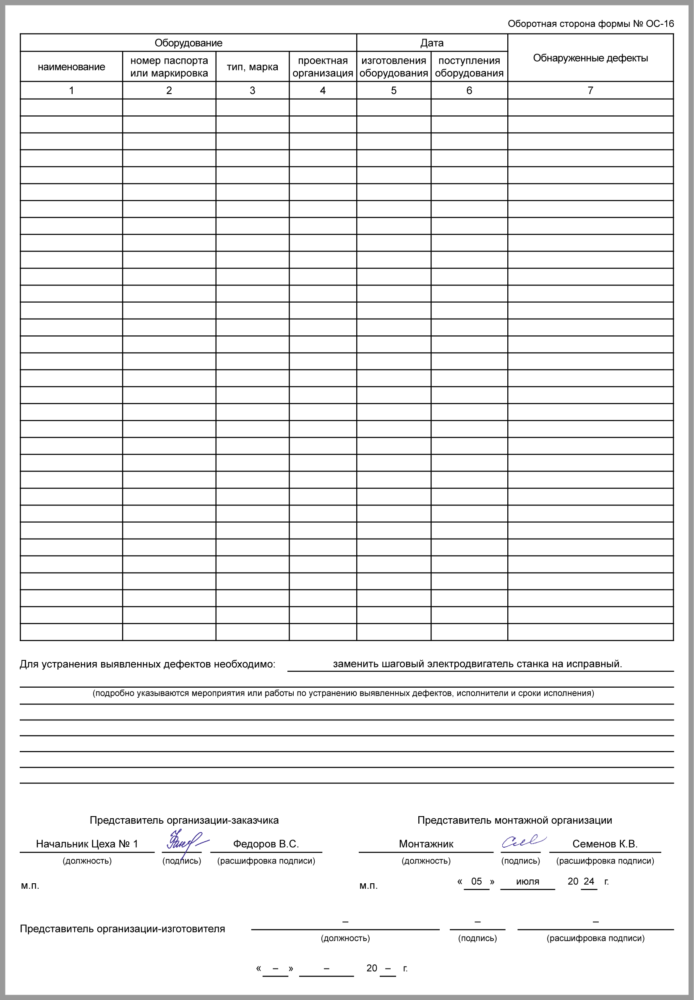 Оборотная сторона формы № ОС-16
Оборудование Дата Обнаруженные дефекты
наименование номер паспорта или маркировка тип, марка проектная организация изготовления оборудования поступления оборудования
1 2 3 4 5 6 7
Для устранения выявленных дефектов необходимо: заменить шаговый электродвигатель станка на исправный.
(подробно указываются мероприятия или работы по устранению выявленных дефектов, исполнители и сроки исполнения)
Представитель организации-заказчика Представитель монтажной организации
Начальник Цеха № 1 Федоров В.С. Монтажник Семенов К.В.
(должность) (подпись) (расшифровка подписи) (должность) (подпись) (расшифровка подписи)
м.п. м.п. « 05 » июля 20 24 г.
Представитель организации-изготовителя – – –
(должность) (подпись) (расшифровка подписи)
« – » – 20 – г.